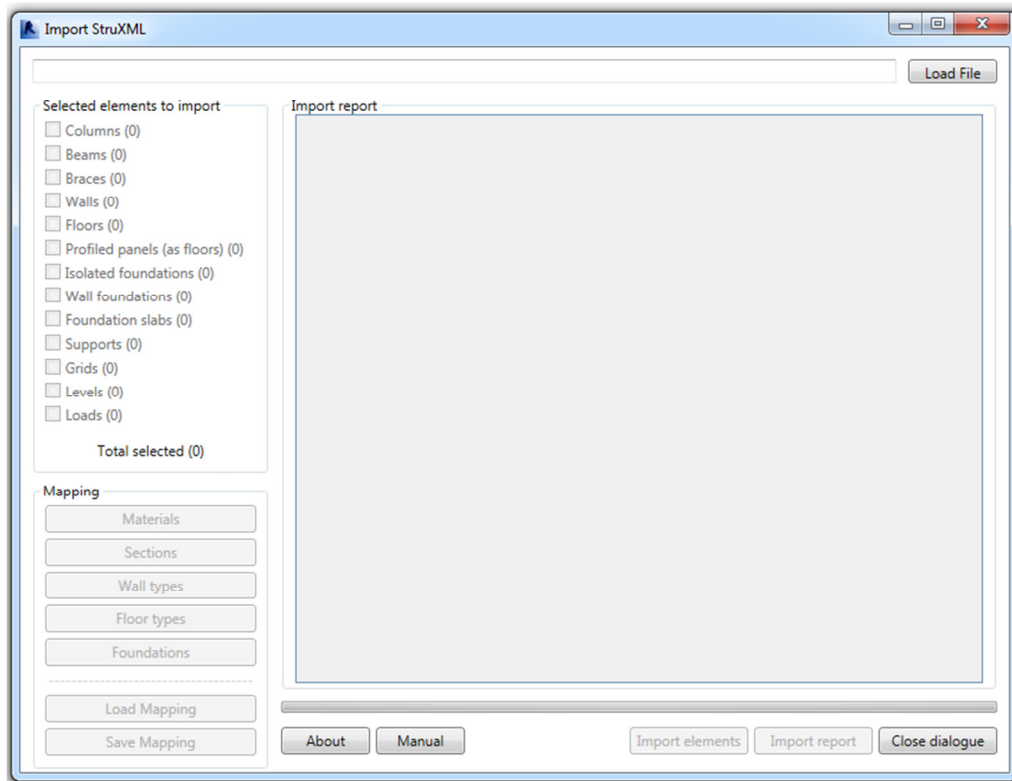 Import StruXML
Load File
Selected elements to import
Columns (0)
Beams (0)
Braces (0)
Walls (0)
Floors (0)
Profiled panels (as floors) (0)
Isolated foundations (0)
Wall foundations (0)
Foundation slabs (0)
Supports (0)
Grids (0)
Levels (0)
Loads (0)
Total selected (0)
Mapping
Materials
Sections
Wall types
Floor types
Foundations
Load Mapping
Save Mapping
Import report
About
Manual
Import elements
Import report
Close dialogue